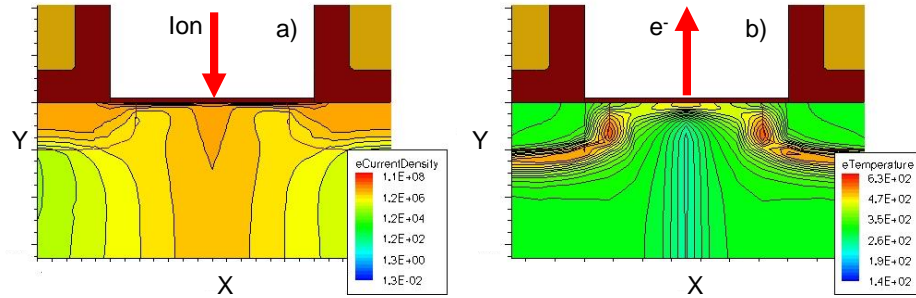 Ion
a)
Y
X
eCurrentDensity
1.1E+08
1.2E+06
1.2E+04
1.2E+02
1.3E+00
1.3E-02
e-
b)
Y
X
eTemperature
6.3E+02
4.7E+02
3.5E+02
2.6E+02
1.9E+02
1.4E+02